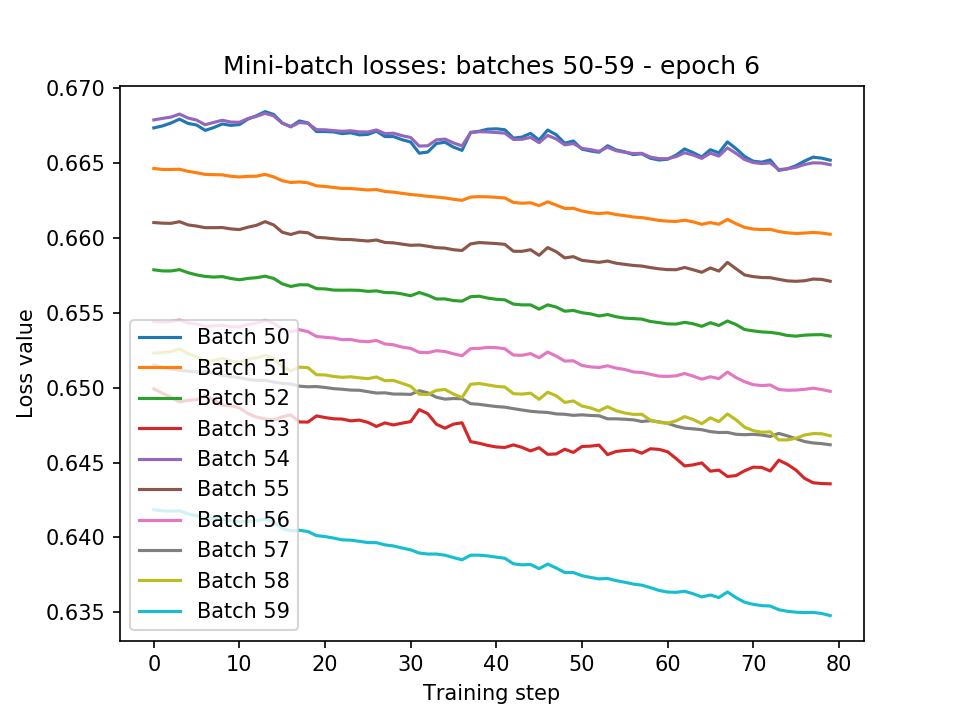 Mini-batch losses: batches 50-59 - epoch 6
0.670
0.665
0.660
0.655
0.650
0.645
0.640
0.635
Loss value
Batch 50
Batch 51
Batch 52
Batch 53
Batch 54
Batch 55
Batch 56
Batch 57
Batch 58
Batch 59
0 10 20 30 40 50 60 70 80
Training step